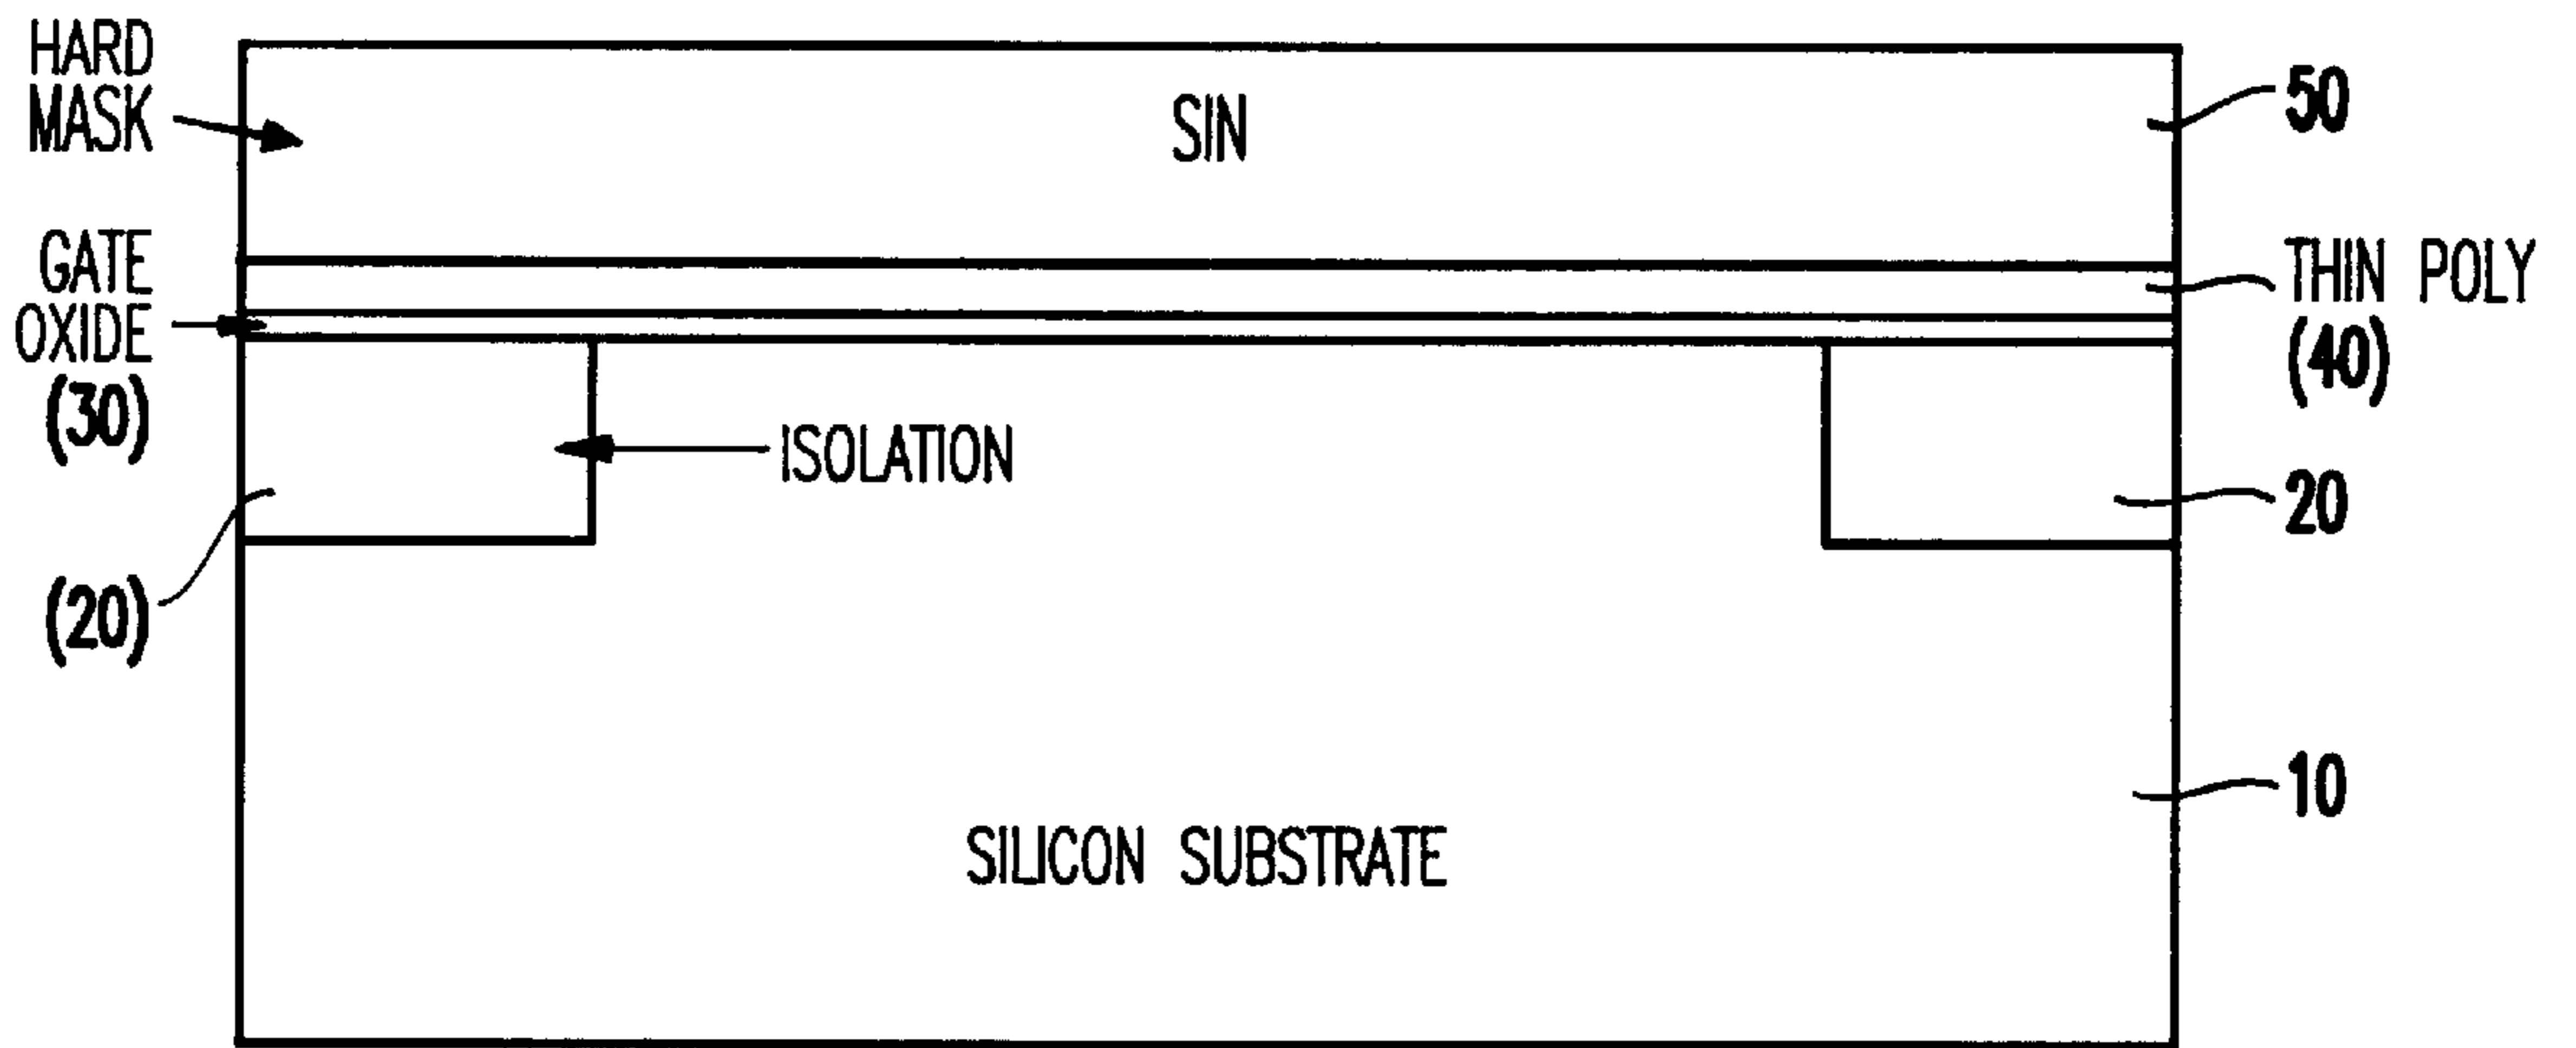 HARD
MASK
SIN
50
GATE
OXIDE
(30)
THIN POLY
(40)
ISOLATION
(20)
20
10
SILICON SUBSTRATE